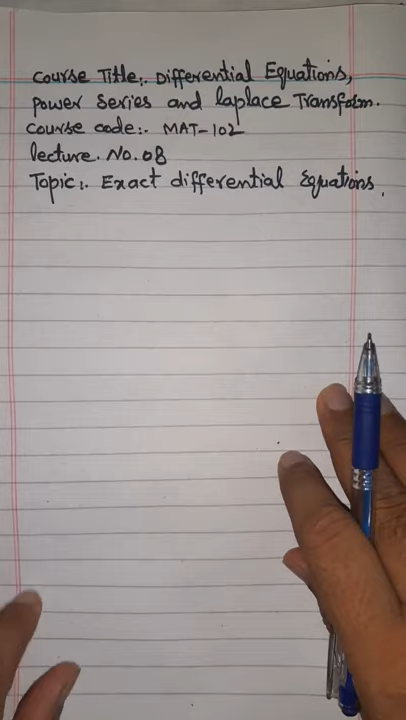 Course Title:. Differential Equations,
Power Series and laplace Transform.
Course code:. MAT-102
lecture. No. 08
Topic:. Exact differential Equations.